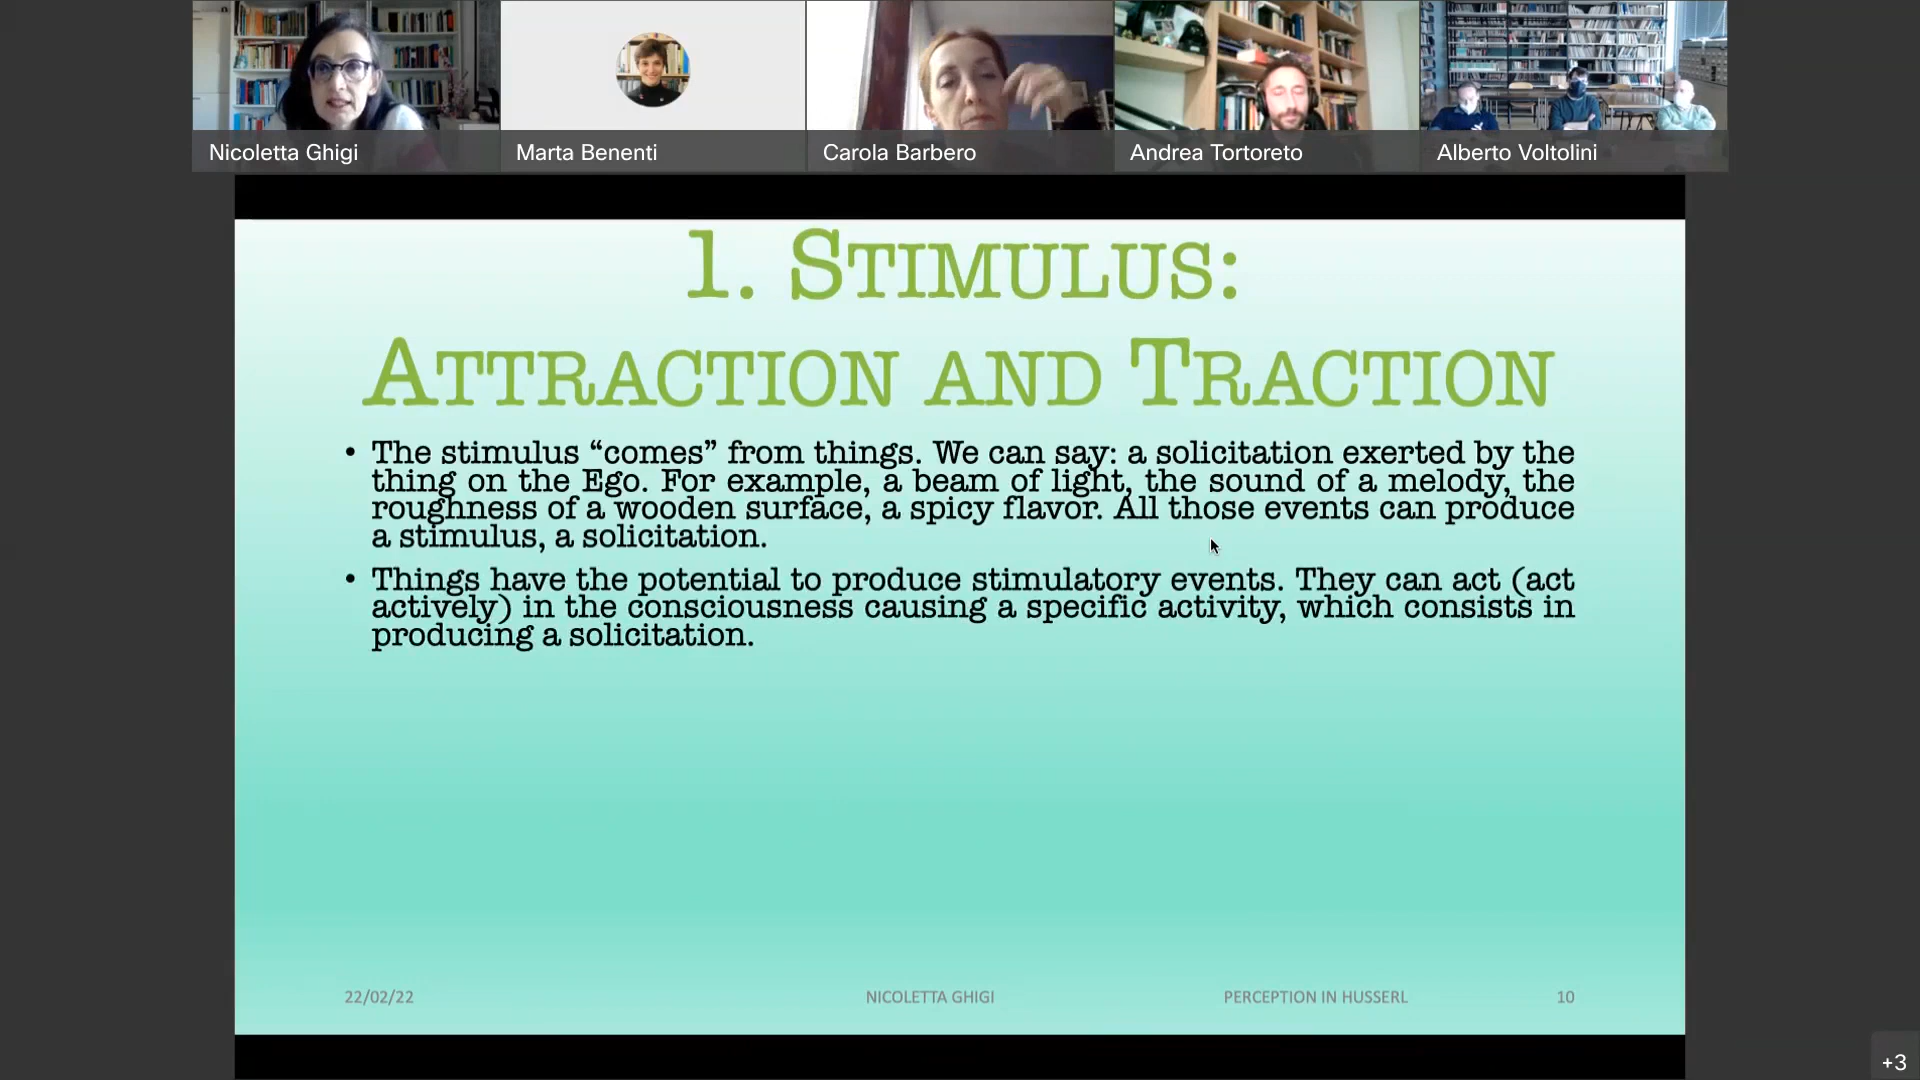 Nicoletta Ghigi
Marta Benenti
Carola Barbero
Andrea Tortoreto
Alberto Voltolini
1. Stimulus:
Attraction and Traction
• The stimulus “comes” from things. We can say: a solicitation exerted by the
thing on the Ego. For example, a beam of light, the sound of a melody, the
roughness of a wooden surface, a spicy flavor. All those events can produce
a stimulus, a solicitation.
• Things have the potential to produce stimulatory events. They can act (act
actively) in the consciousness causing a specific activity, which consists in
producing a solicitation.
22/02/22
NICOLETTA GHIGI
PERCEPTION IN HUSSERL
10
+3